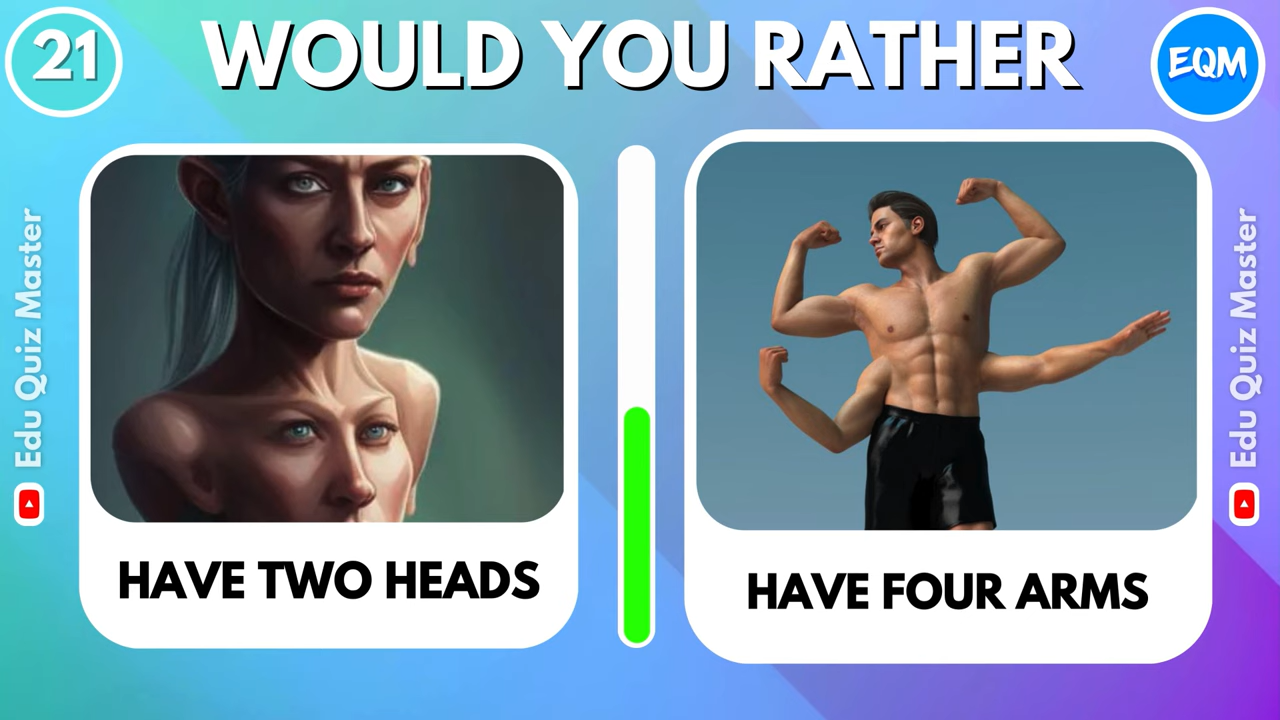 21
WOULD YOU RATHER
EQM
Edu Quiz Master
HAVE TWO HEADS
HAVE FOUR ARMS
Edu Quiz Master